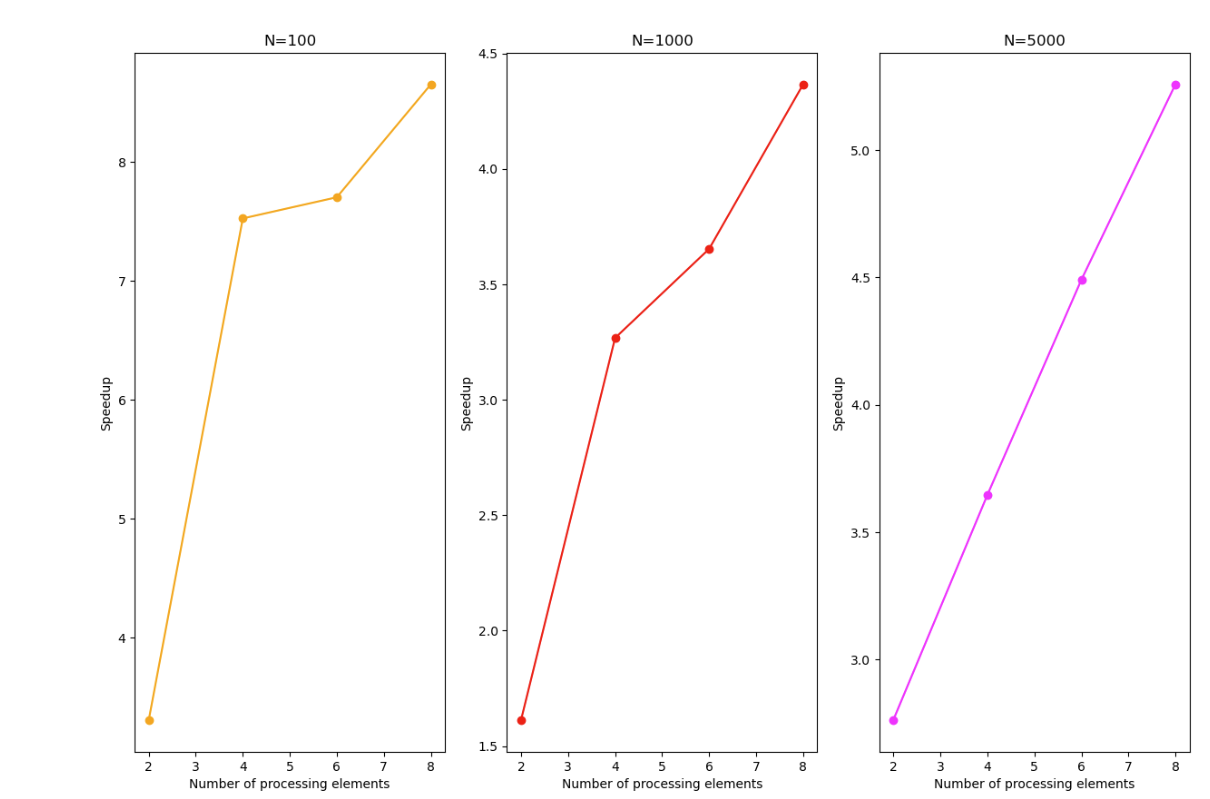 N=100
8
7
6
5
4
Speedup
2 3 4 5 6 7 8
Number of processing elements
N=1000
4.5
4.0
3.5
3.0
2.5
2.0
1.5
Speedup
2 3 4 5 6 7 8
Number of processing elements
N=5000
5.0
4.5
4.0
3.5
3.0
Speedup
2 3 4 5 6 7 8
Number of processing elements